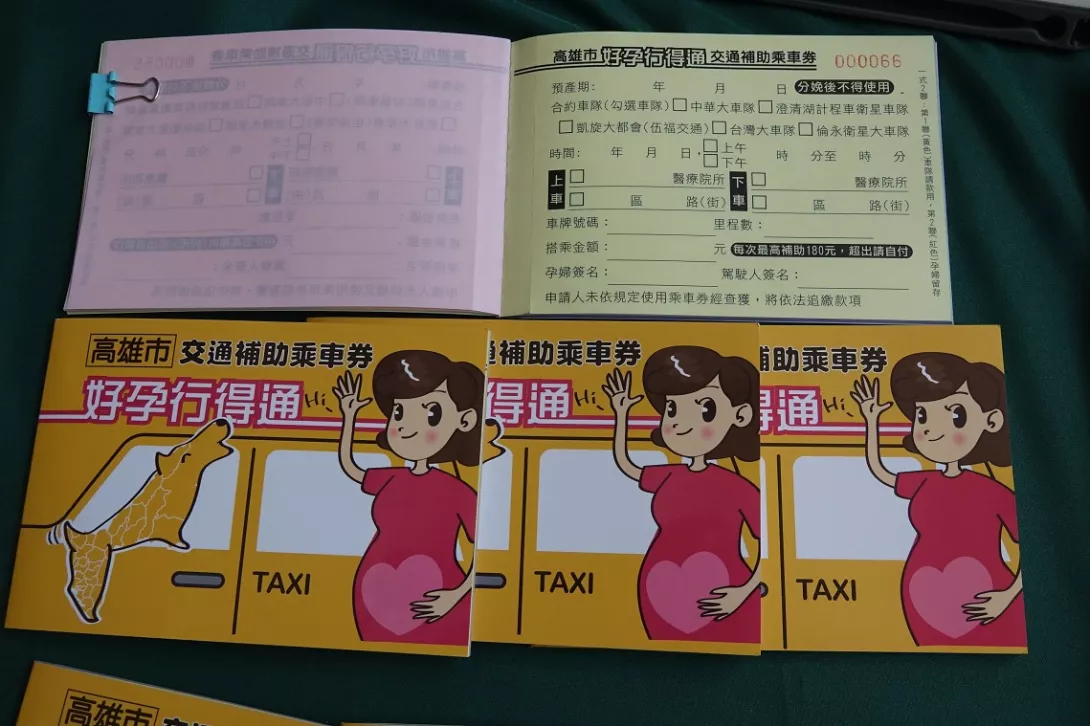 高雄市 好孕行得通 交通補助乘車券 000066
預產期: 年 月 日 分娩後不得使用
合約車隊(勾選車隊)□中華大車隊□澄清湖計程車衛星車隊
□凱旋大都會(伍福交通)□台灣大車隊□倫永衛星大車隊
時間: 年 月 日,□上午 □下午 時 分至 時 分
上車 □ 醫療院所 下車 □ 醫療院所
□ 區 路(街) □ 區 路(街)
車牌號碼: 里程數:
搭乘金額: 元 每次最高補助180元,超出請自付
孕婦簽名: 駕駛人簽名:
申請人未依規定使用乘車券經查獲,將依法追繳款項
一式2聯:第1聯(黃色)車隊請款用,第2聯(紅色)孕婦留存
高雄市 交通補助乘車券
好孕行得通 Hi
TAXI
補助乘車券
得通 Hi
TAXI
補助乘車券
得通 Hi
TAXI
高雄市